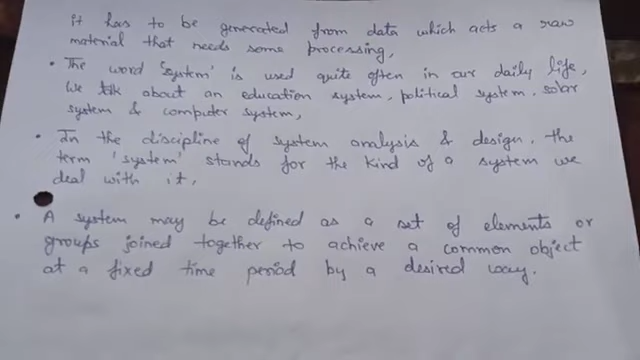 it has to be generated from data which acts a raw
material that needs some processing,
• The word 'system' is used quite often in our daily life,
We talk about an education system, political system, solar
system & computer system,
• In the discipline of system analysis & design, the
term 'system' stands for the kind of a system we
deal with it,
• A system may be defined as a set of elements or
groups joined together to achieve a common object
at a fixed time period by a desired way.